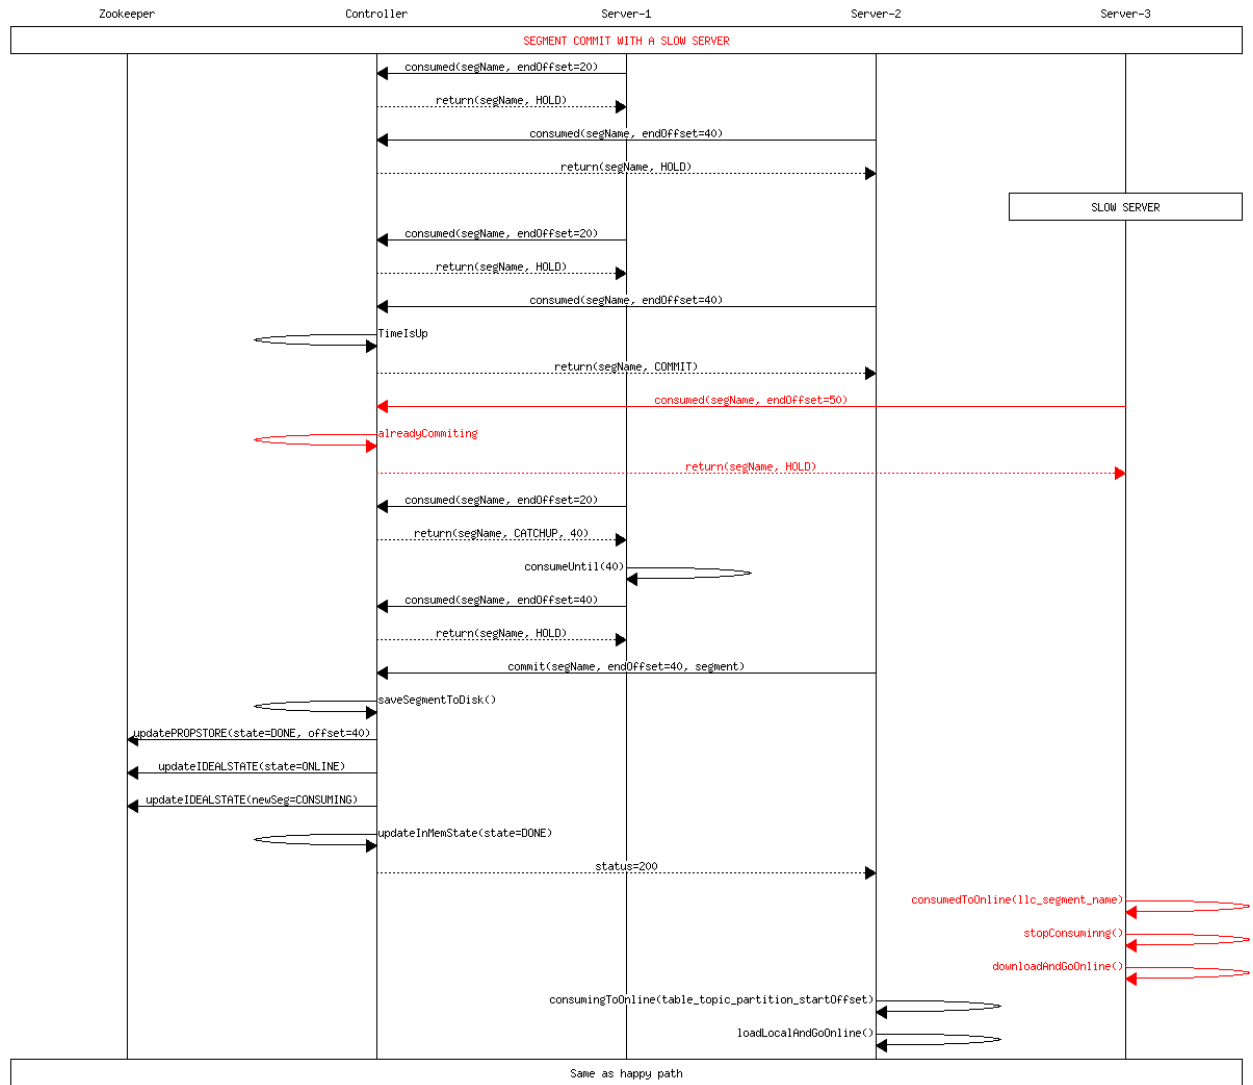 Zookeeper Controller Server-1 Server-2 Server-3
SEGMENT COMMIT WITH A SLOW SERVER
consumed(segName, endOffset=20)
return(segName, HOLD)
consumed(segName, endOffset=40)
return(segName, HOLD)
SLOW SERVER
consumed(segName, endOffset=20)
return(segName, HOLD)
consumed(segName, endOffset=40)
TimeIsUp
return(segName, COMMIT)
consumed(segName, endOffset=50)
alreadyCommiting
return(segName, HOLD)
consumed(segName, endOffset=20)
return(segName, CATCHUP, 40)
consumeUntil(40)
consumed(segName, endOffset=40)
return(segName, HOLD)
commit(segName, endOffset=40, segment)
saveSegmentToDisk()
updatePROPSTORE(state=DONE, offset=40)
updateIDEALSTATE(state=ONLINE)
updateIDEALSTATE(newSeg=CONSUMING)
updateInMemState(state=DONE)
status=200
consumedToOnline(llc_segment_name)
stopConsuminng()
downloadAndGoOnline()
consumingToOnline(table_topic_partition_startOffset)
loadLocalAndGoOnline()
Same as happy path